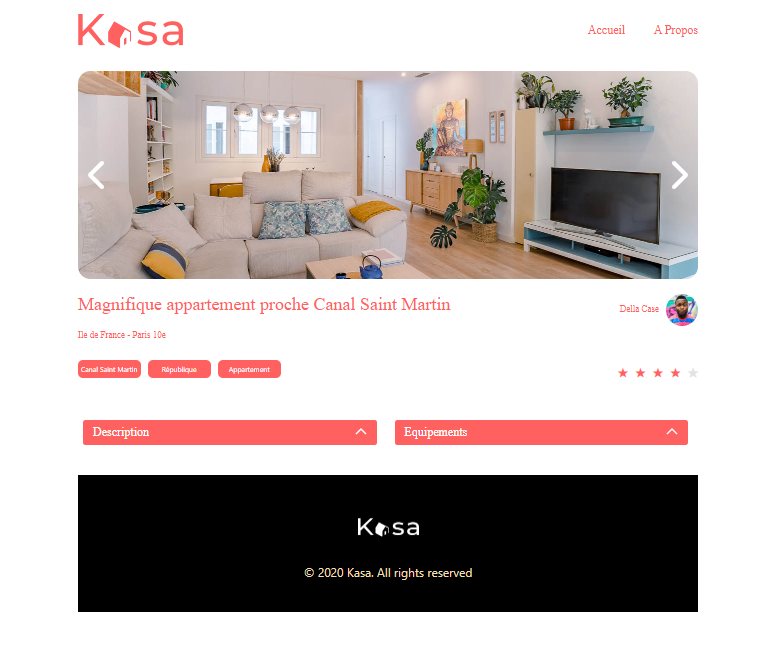 Kasa
Accueil
A Propos
Magnifique appartement proche Canal Saint Martin
Della Case
Ile de France - Paris 10e
Canal Saint Martin
République
Appartement
Description
Equipements
Kasa
© 2020 Kasa. All rights reserved